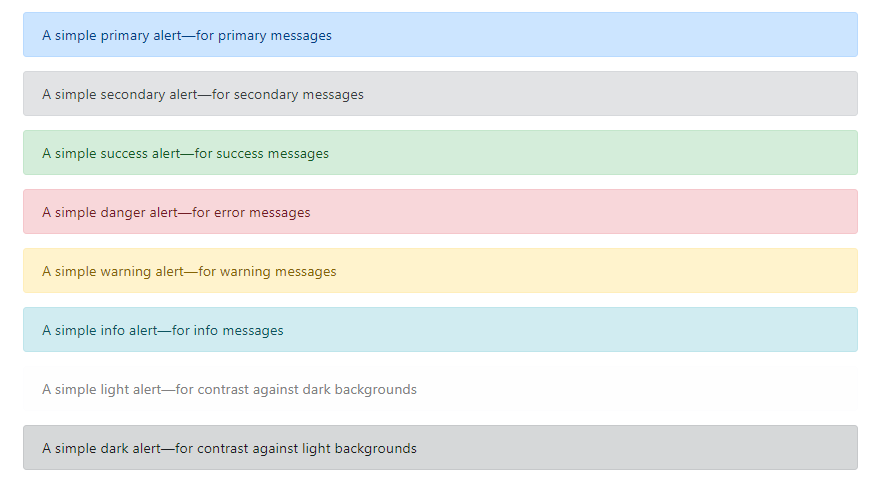 A simple primary alert—for primary messages
A simple secondary alert—for secondary messages
A simple success alert—for success messages
A simple danger alert—for error messages
A simple warning alert—for warning messages
A simple info alert—for info messages
A simple light alert—for contrast against dark backgrounds
A simple dark alert—for contrast against light backgrounds